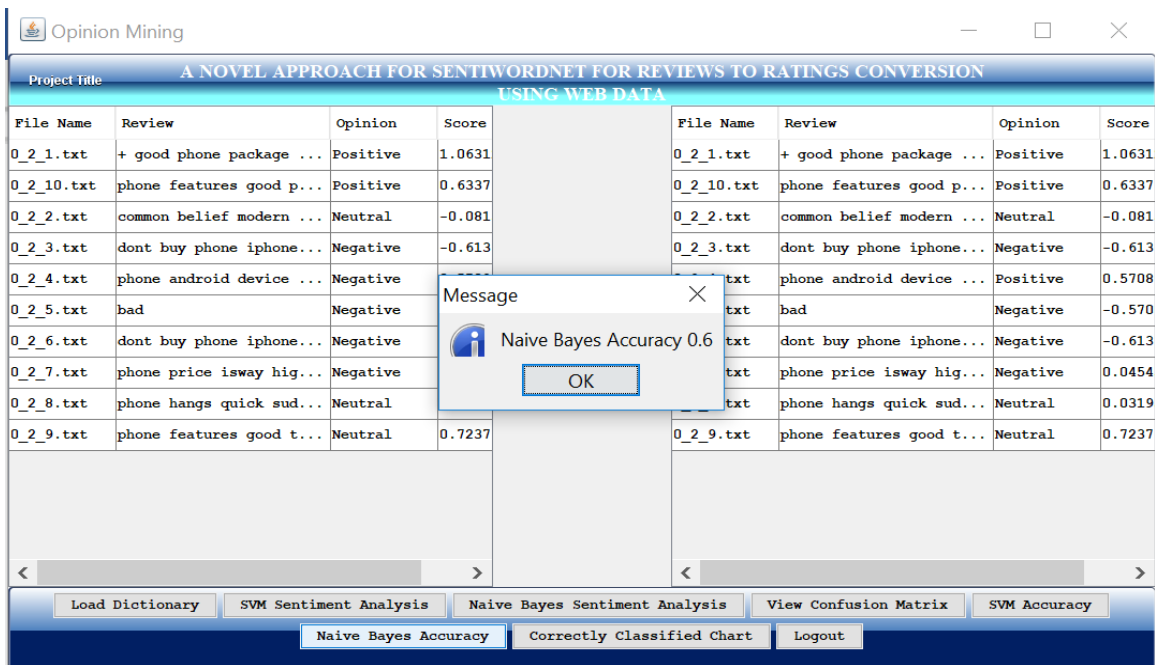 Opinion Mining
Project Title
A NOVEL APPROACH FOR SENTIWORDNET FOR REVIEWS TO RATINGS CONVERSION
USING WEB DATA
File Name Review Opinion Score
0_2_1.txt + good phone package ... Positive 1.0631
0_2_10.txt phone features good p... Positive 0.6337
0_2_2.txt common belief modern ... Neutral -0.081
0_2_3.txt dont buy phone iphone... Negative -0.613
0_2_4.txt phone android device ... Negative
0_2_5.txt bad Negative
0_2_6.txt dont buy phone iphone... Negative
0_2_7.txt phone price isway hig... Negative
0_2_8.txt phone hangs quick sud... Neutral
0_2_9.txt phone features good t... Neutral 0.7237
File Name Review Opinion Score
0_2_1.txt + good phone package ... Positive 1.0631
0_2_10.txt phone features good p... Positive 0.6337
0_2_2.txt common belief modern ... Neutral -0.081
0_2_3.txt dont buy phone iphone... Negative -0.613
txt phone android device ... Positive 0.5708
txt bad Negative -0.570
txt dont buy phone iphone... Negative -0.613
txt phone price isway hig... Negative 0.0454
txt phone hangs quick sud... Neutral 0.0319
0_2_9.txt phone features good t... Neutral 0.7237
Message
Naive Bayes Accuracy 0.6
OK
Load Dictionary SVM Sentiment Analysis Naive Bayes Sentiment Analysis View Confusion Matrix SVM Accuracy
Naive Bayes Accuracy Correctly Classified Chart Logout